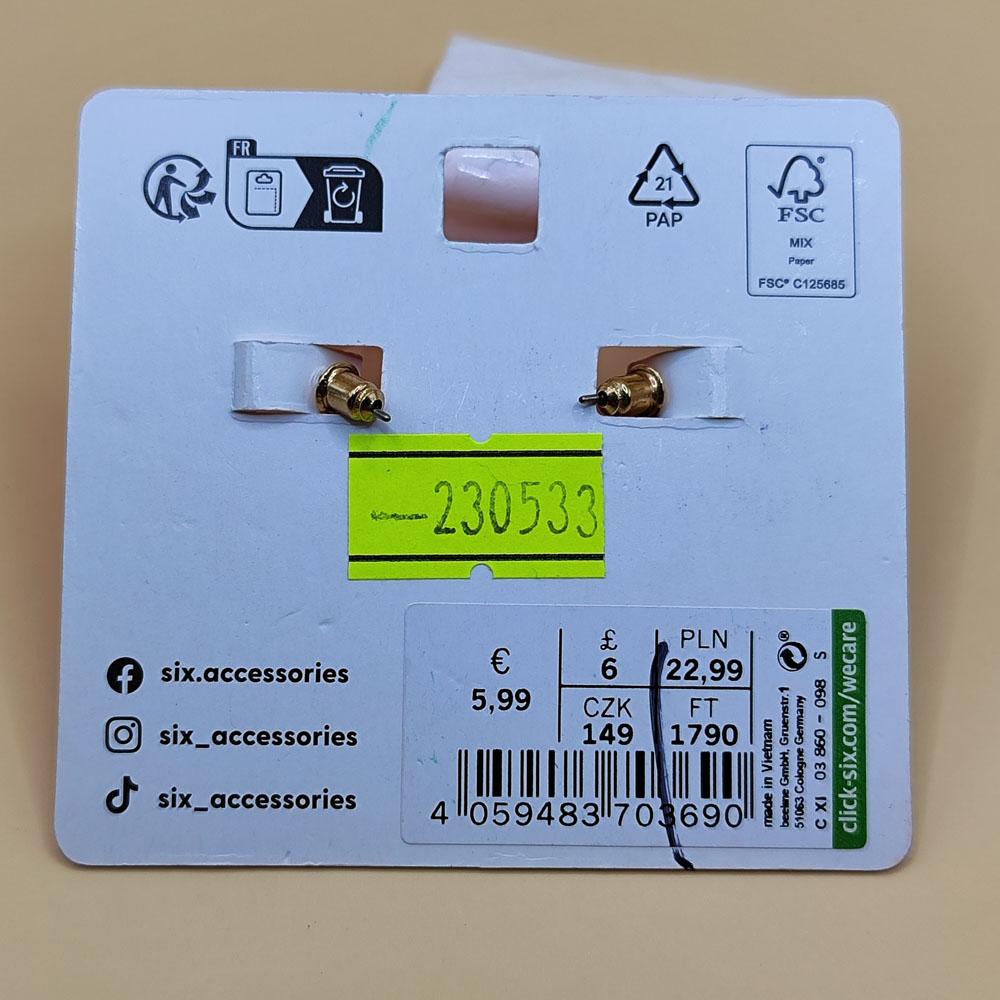 FR
21
PAP
FSC®
MIX
Paper
FSC® C125685
—230533
six.accessories
six_accessories
six_accessories
€
5,99
£
6
PLN
22,99
CZK
149
FT
1790
4 059483 703690
made in Vietnam
beeline GmbH, Gruenstr.1
51063 Cologne Germany
C XI 03 860 - 098 S
click-six.com/wecare